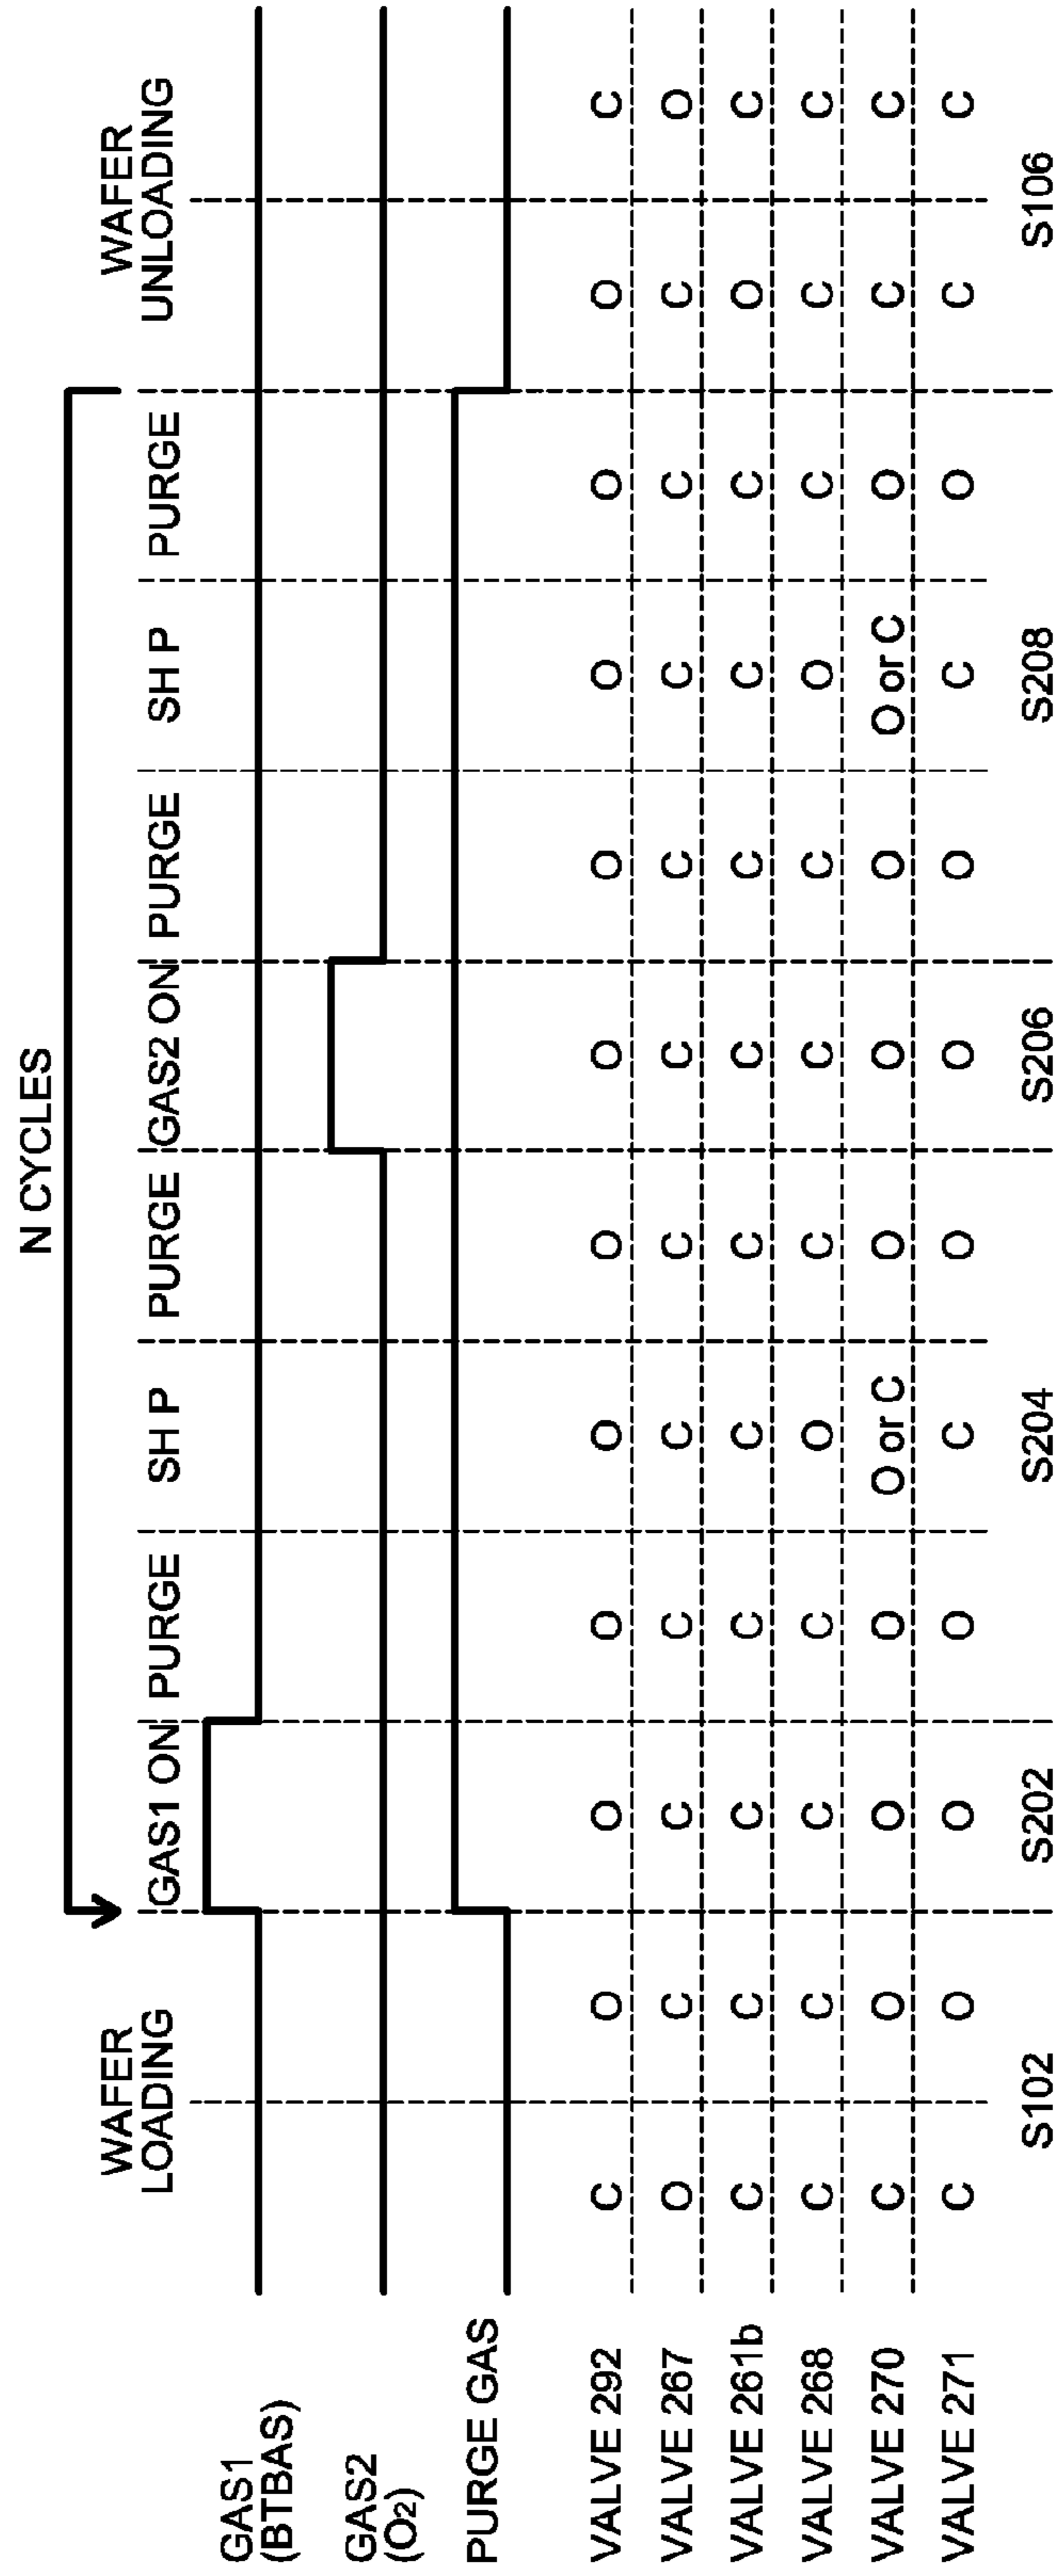 N CYCLES
WAFER
LOADING
GAS1 ON
PURGE
SH P
PURGE
GAS2 ON
PURGE
SH P
PURGE
WAFER
UNLOADING
GAS1
(BTBAS)
GAS2
(O2)
PURGE GAS
VALVE 292 C O O O O O O O O O O C
VALVE 267 O C C C C C C C C C C O
VALVE 261b C C C C C C C C C C O C
VALVE 268 C C C C O C C C O C C C
VALVE 270 C O O O O or C O O O O or C O C C
VALVE 271 C O O O C O O O C O C C
S102 S202 S204 S206 S208 S106